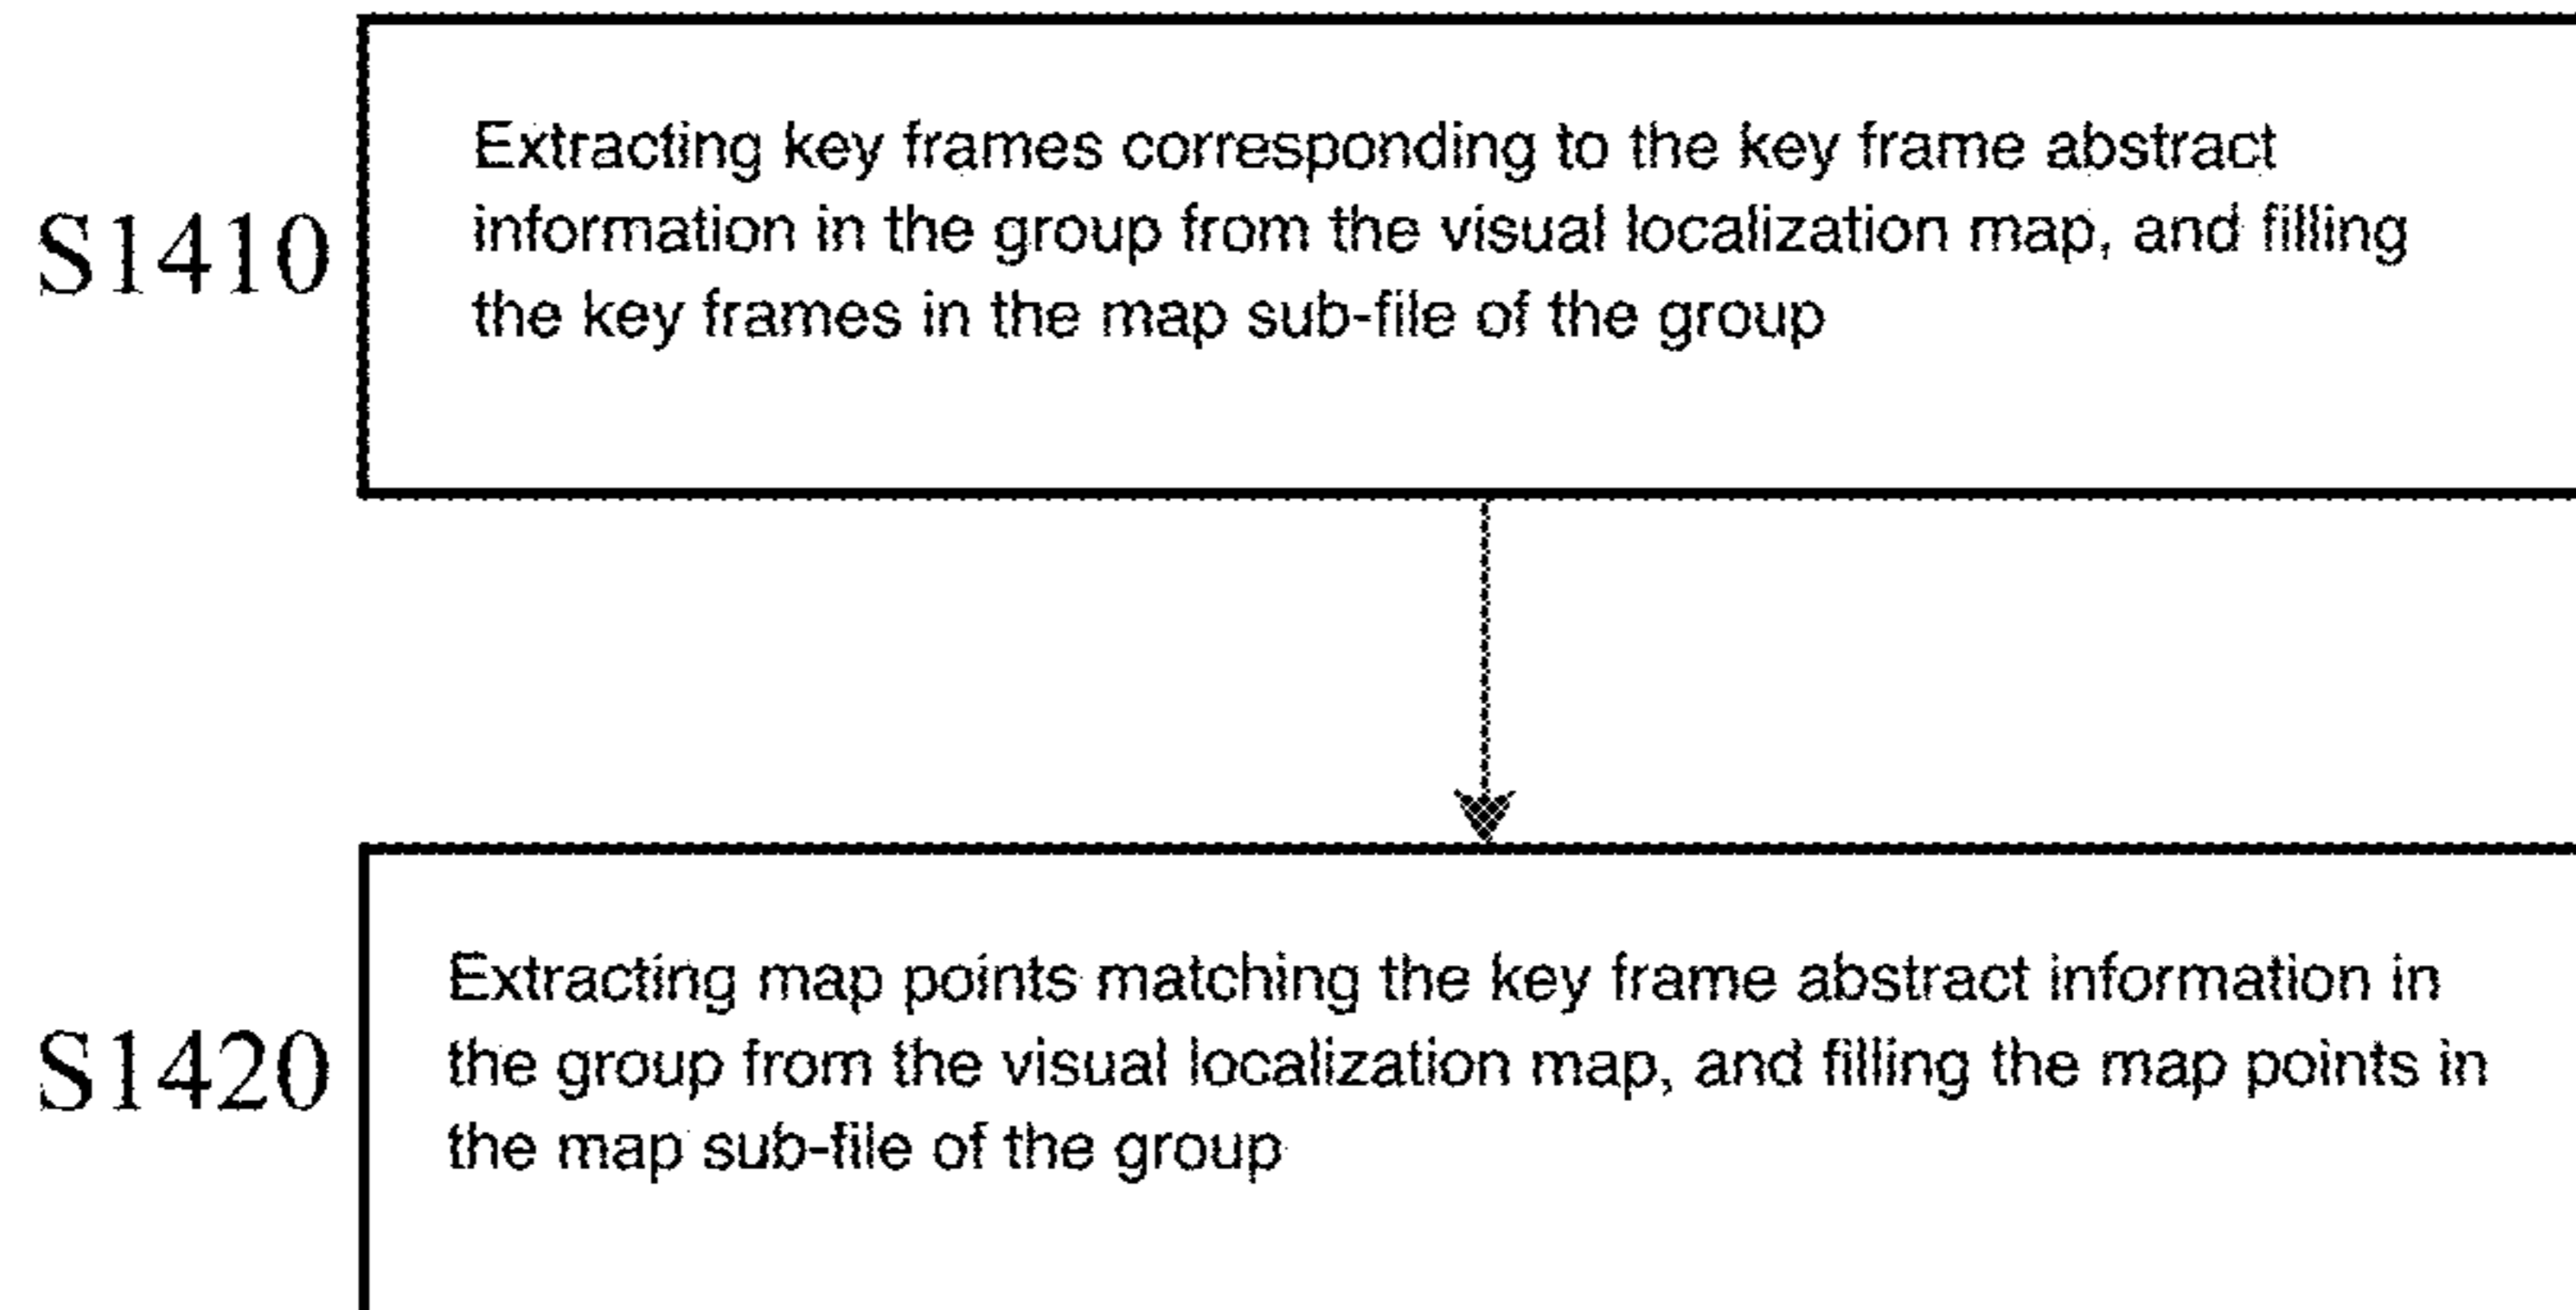 S1410
Extracting key frames corresponding to the key frame abstract
information in the group from the visual localization map, and filling
the key frames in the map sub-file of the group
S1420
Extracting map points matching the key frame abstract information in
the group from the visual localization map, and filling the map points in
the map sub-file of the group